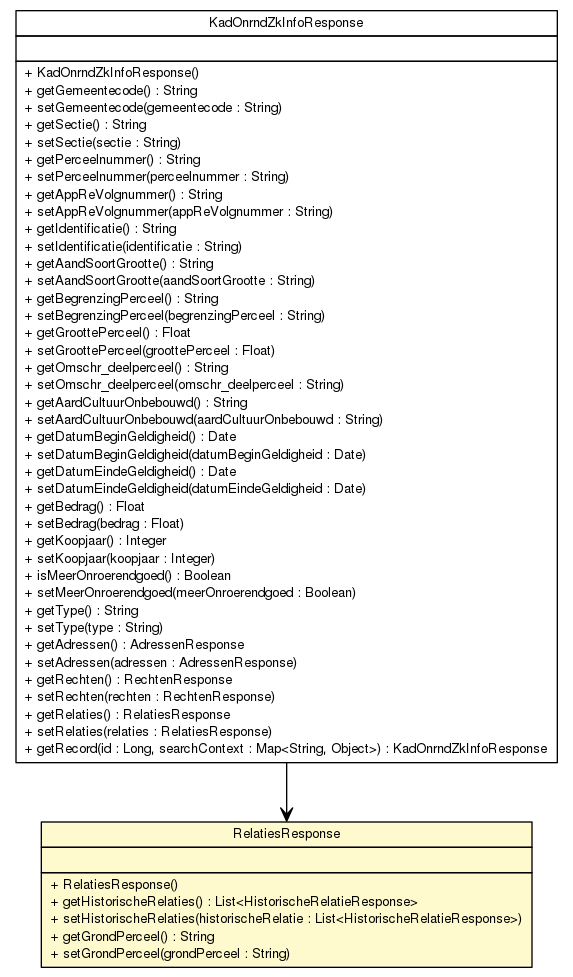 KadOnrndZkInfoResponse
+ KadOnrndZkInfoResponse()
+ getGemeentecode() : String
+ setGemeentecode(gemeentecode : String)
+ getSectie() : String
+ setSectie(sectie : String)
+ getPerceelnummer() : String
+ setPerceelnummer(perceelnummer : String)
+ getAppReVolgnummer() : String
+ setAppReVolgnummer(appReVolgnummer : String)
+ getIdentificatie() : String
+ setIdentificatie(identificatie : String)
+ getAandSoortGrootte() : String
+ setAandSoortGrootte(aandSoortGrootte : String)
+ getBegrenzingPerceel() : String
+ setBegrenzingPerceel(begrenzingPerceel : String)
+ getGroottePerceel() : Float
+ setGroottePerceel(groottePerceel : Float)
+ getOmschr_deelperceel() : String
+ setOmschr_deelperceel(omschr_deelperceel : String)
+ getAardCultuurOnbebouwd() : String
+ setAardCultuurOnbebouwd(aardCultuurOnbebouwd : String)
+ getDatumBeginGeldigheid() : Date
+ setDatumBeginGeldigheid(datumBeginGeldigheid : Date)
+ getDatumEindeGeldigheid() : Date
+ setDatumEindeGeldigheid(datumEindeGeldigheid : Date)
+ getBedrag() : Float
+ setBedrag(bedrag : Float)
+ getKoopjaar() : Integer
+ setKoopjaar(koopjaar : Integer)
+ isMeerOnroerendgoed() : Boolean
+ setMeerOnroerendgoed(meerOnroerendgoed : Boolean)
+ getType() : String
+ setType(type : String)
+ getAdressen() : AdressenResponse
+ setAdressen(adressen : AdressenResponse)
+ getRechten() : RechtenResponse
+ setRechten(rechten : RechtenResponse)
+ getRelaties() : RelatiesResponse
+ setRelaties(relaties : RelatiesResponse)
+ getRecord(id : Long, searchContext : Map<String, Object>) : KadOnrndZkInfoResponse
RelatiesResponse
+ RelatiesResponse()
+ getHistorischeRelaties() : List<HistorischeRelatieResponse>
+ setHistorischeRelaties(historischeRelatie : List<HistorischeRelatieResponse>)
+ getGrondPerceel() : String
+ setGrondPerceel(grondPerceel : String)